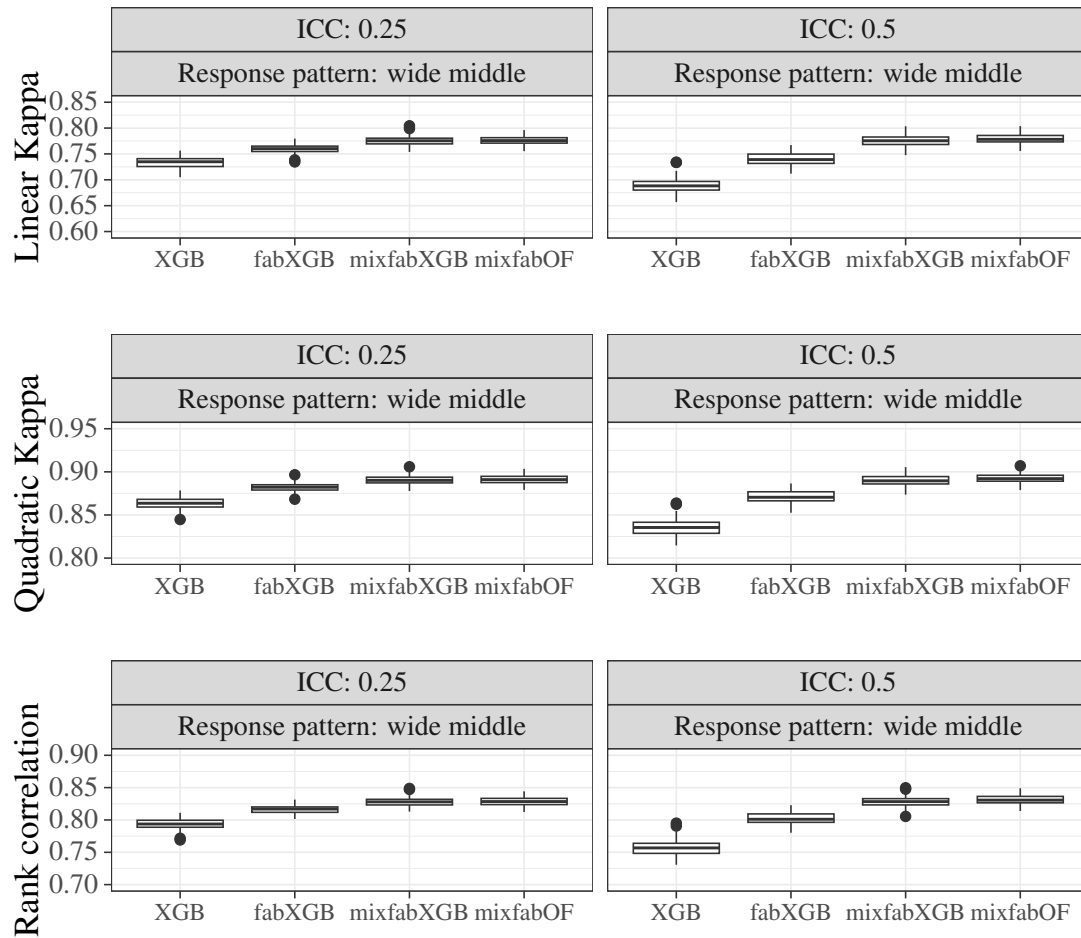 ICC: 0.25
ICC: 0.5
Response pattern: wide middle
Response pattern: wide middle
Linear Kappa
0.85
0.80
0.75
0.70
0.65
0.60
XGB fabXGB mixfabXGB mixfabOF
XGB fabXGB mixfabXGB mixfabOF
ICC: 0.25
ICC: 0.5
Response pattern: wide middle
Response pattern: wide middle
Quadratic Kappa
0.95
0.90
0.85
0.80
XGB fabXGB mixfabXGB mixfabOF
XGB fabXGB mixfabXGB mixfabOF
ICC: 0.25
ICC: 0.5
Response pattern: wide middle
Response pattern: wide middle
Rank correlation
0.90
0.85
0.80
0.75
0.70
XGB fabXGB mixfabXGB mixfabOF
XGB fabXGB mixfabXGB mixfabOF